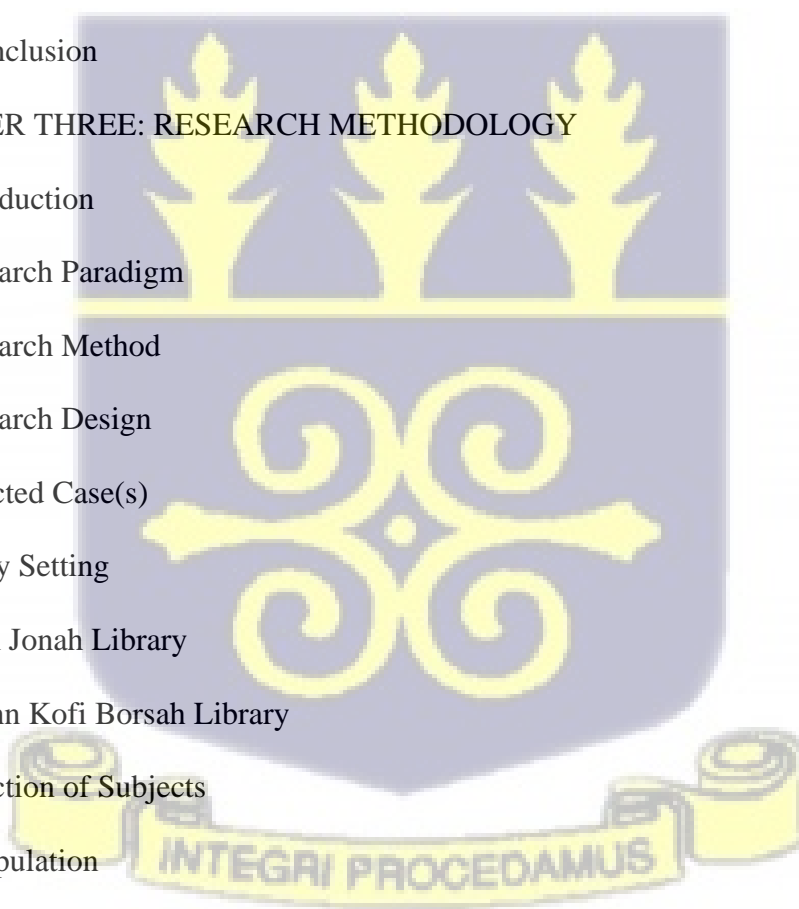 nclusion
ER THREE: RESEARCH METHODOLOGY
duction
arch Paradigm
arch Method
arch Design
cted Case(s)
y Setting
Jonah Library
nn Kofi Borsah Library
ction of Subjects
pulation
INTEGRI PROCEDAMUS